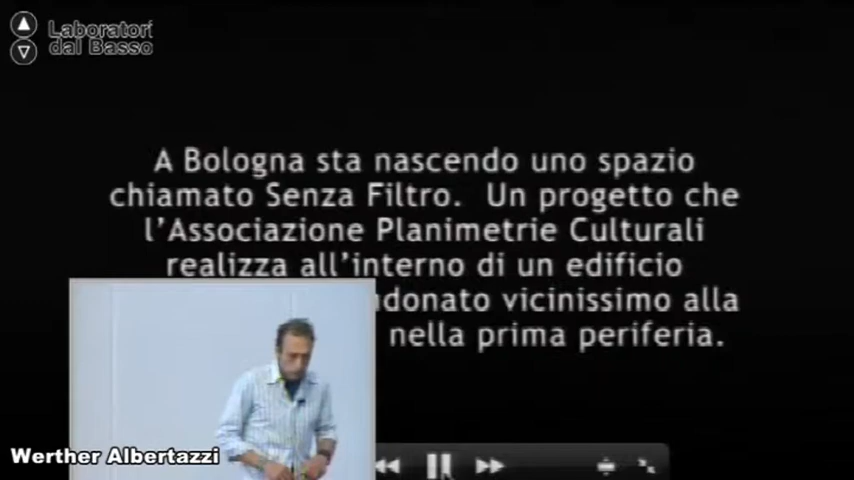 Laboratori
dal Basso
A Bologna sta nascendo uno spazio
chiamato Senza Filtro. Un progetto che
l'Associazione Planimetrie Culturali
realizza all'interno di un edificio
donato vicinissimo alla
nella prima periferia.
Werther Albertazzi